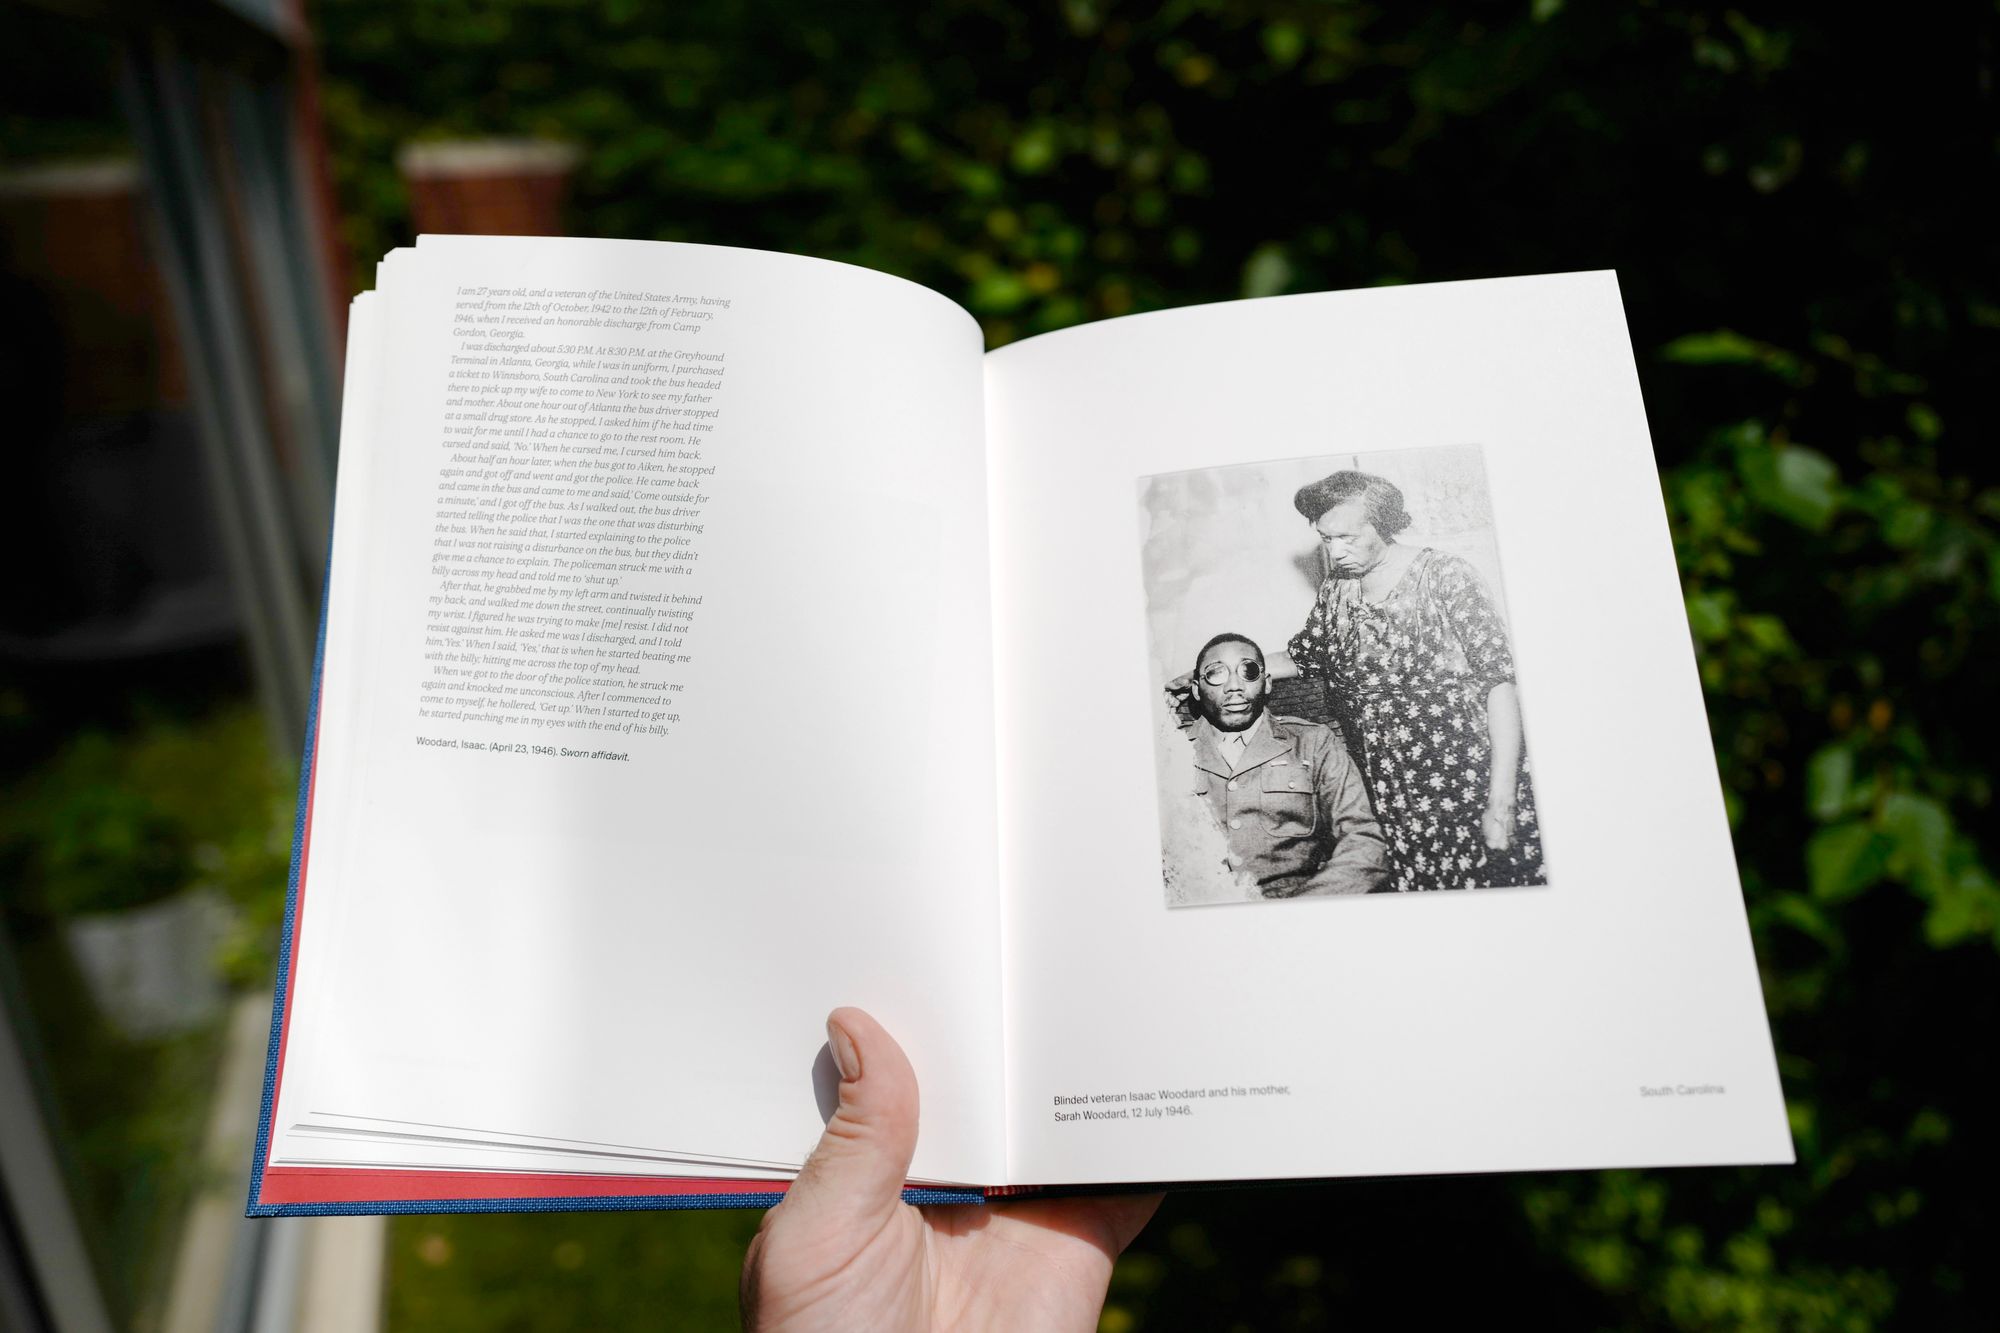 I am 27 years old, and a veteran of the United States Army, having
served from the 12th of October, 1942 to the 12th of February,
1946, when I received an honorable discharge from Camp
Gordon, Georgia.
I was discharged about 5:30 P.M. At 8:30 P.M. at the Greyhound
Terminal in Atlanta, Georgia, while I was in uniform, I purchased
a ticket to Winnsboro, South Carolina and took the bus headed
there to pick up my wife to come to New York to see my father
and mother. About one hour out of Atlanta the bus driver stopped
at a small drug store. As he stopped, I asked him if he had time
to wait for me until I had a chance to go to the rest room. He
cursed and said, 'No.' When he cursed me, I cursed him back.
About half an hour later, when the bus got to Aiken, he stopped
again and got off and went and got the police. He came back
and came in the bus and came to me and said,' Come outside for
a minute,' and I got off the bus. As I walked out, the bus driver
started telling the police that I was the one that was disturbing
the bus. When he said that, I started explaining to the police
that I was not raising a disturbance on the bus, but they didn't
give me a chance to explain. The policeman struck me with a
billy across my head and told me to 'shut up.'
After that, he grabbed me by my left arm and twisted it behind
my back, and walked me down the street, continually twisting
my wrist. I figured he was trying to make [me] resist. I did not
resist against him. He asked me was I discharged, and I told
him,'Yes.' When I said, 'Yes,' that is when he started beating me
with the billy; hitting me across the top of my head.
When we got to the door of the police station, he struck me
again and knocked me unconscious. After I commenced to
come to myself, he hollered, 'Get up.' When I started to get up,
he started punching me in my eyes with the end of his billy.
Woodard, Isaac. (April 23, 1946). Sworn affidavit.
Blinded veteran Isaac Woodard and his mother,
Sarah Woodard, 12 July 1946.
South Carolina